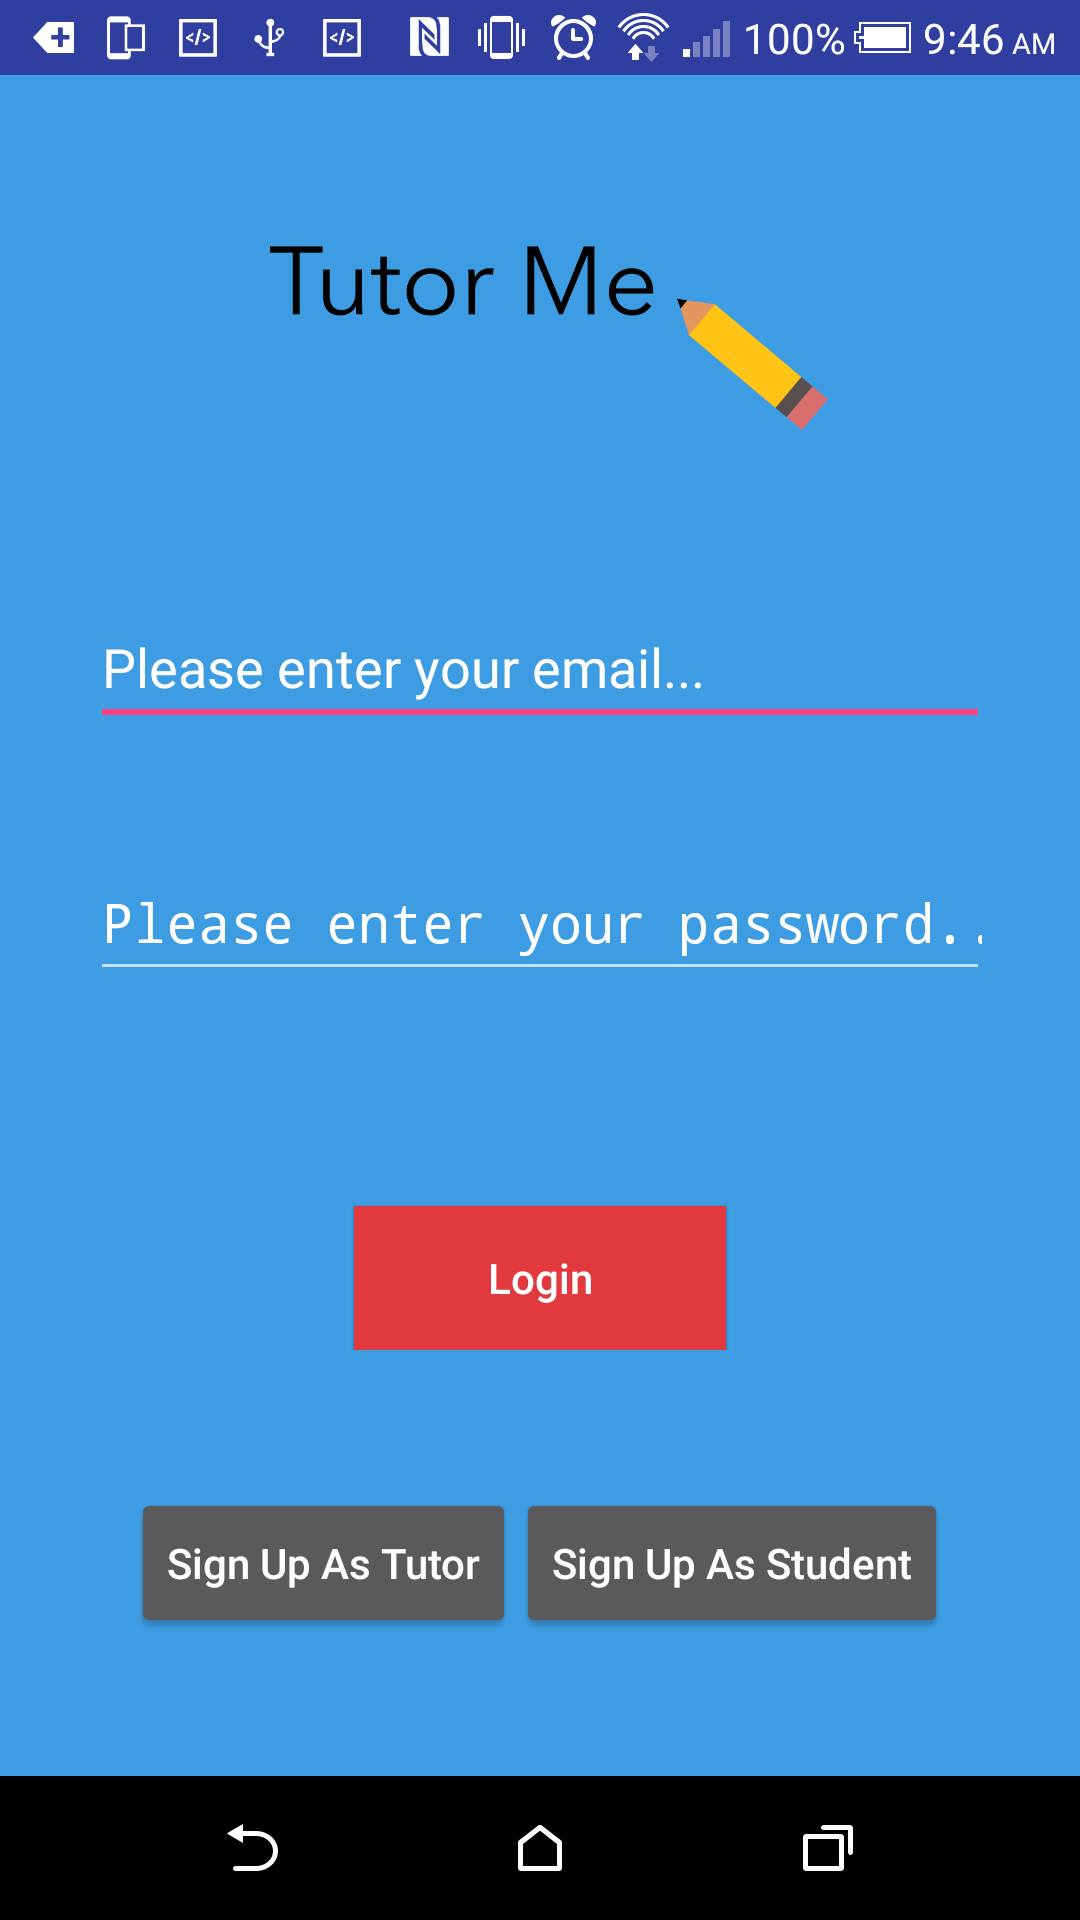 100% 9:46 AM
Tutor Me
Please enter your email...
Please enter your password..
Login
Sign Up As Tutor Sign Up As Student